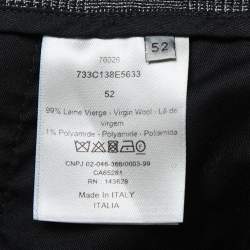 52
76026
733C138E5633
52
99% Laine Vierge - Virgin Wool - Lã de
virgem
1% Polyamide - Polyamide - Poliamida
CNPJ 02-046-366/0003-99
CA65281
RN : 143628
Made in ITALY
ITALIA